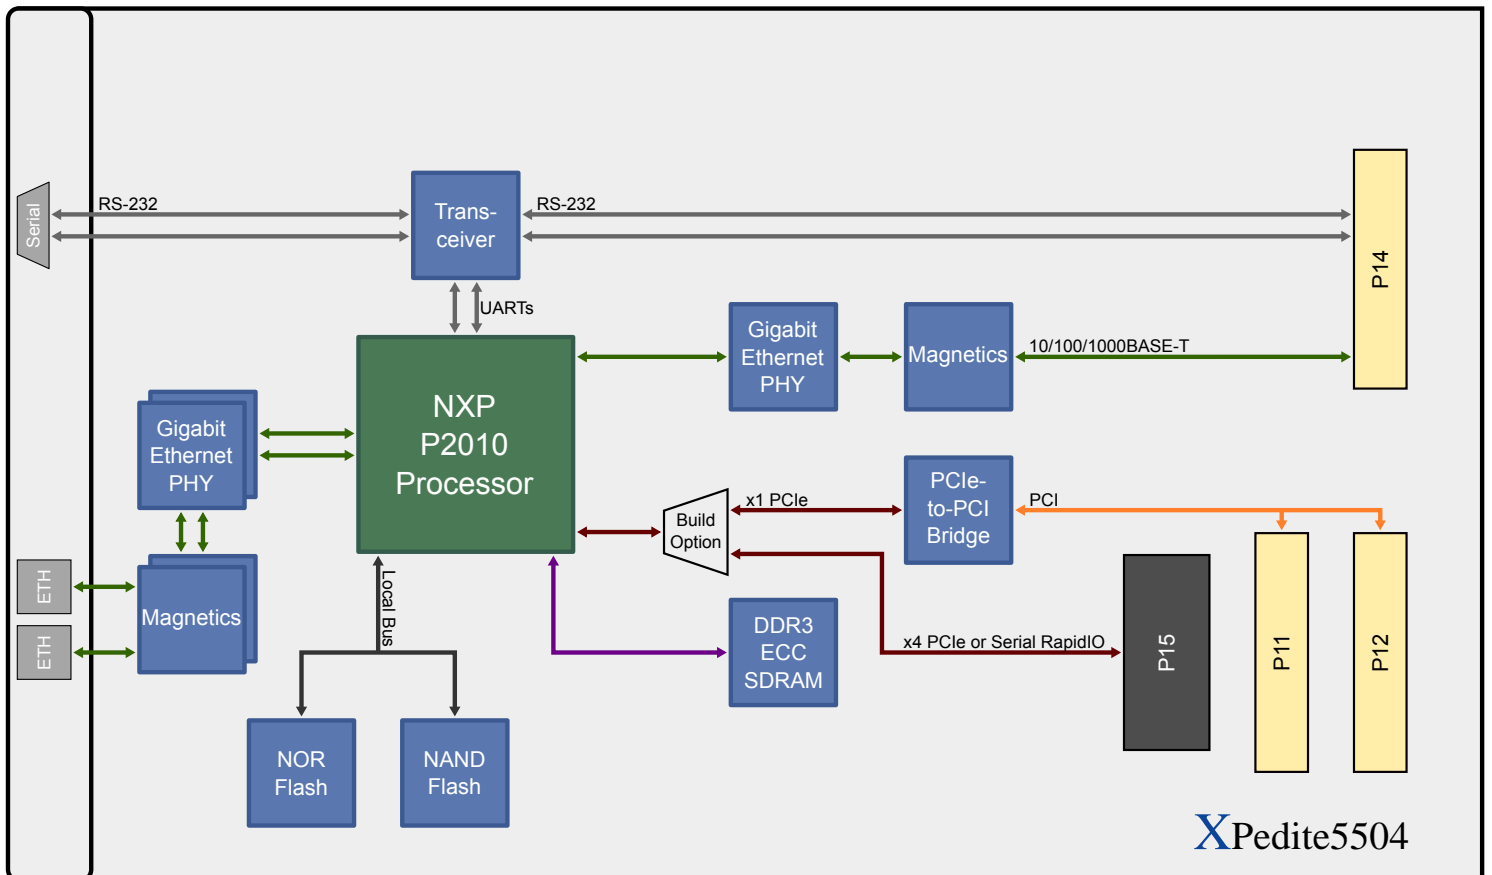 RS-232
Trans-
ceiver
RS-232
Serial
P14
UARTs
Gigabit
Ethernet
PHY
Magnetics
10/100/1000BASE-T
NXP
P2010
Processor
Gigabit
Ethernet
PHY
x1 PCIe
PCIe-
to-PCI
Bridge
PCI
Build
Option
ETH
Magnetics
ETH
Local Bus
DDR3
ECC
SDRAM
x4 PCIe or Serial RapidIO
P15
P11
P12
NOR
Flash
NAND
Flash
XPedite5504